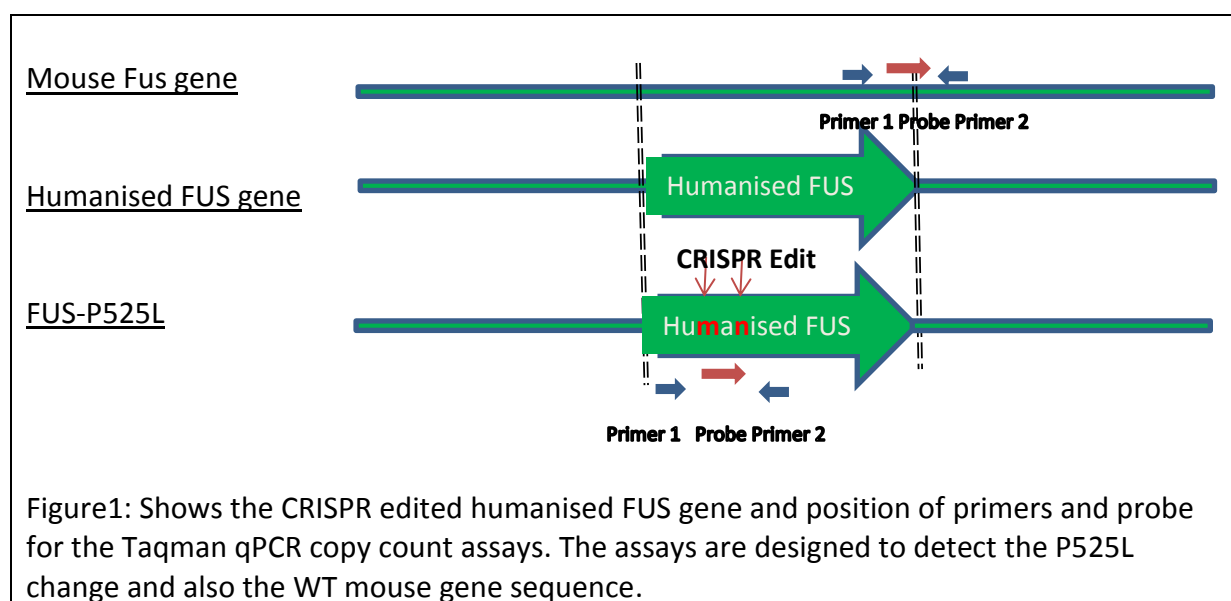 Mouse Fus gene
Primer 1 Probe Primer 2
Humanised FUS gene
Humanised FUS
CRISPR Edit
FUS-P525L
Humanised FUS
Primer 1 Probe Primer 2
Figure1: Shows the CRISPR edited humanised FUS gene and position of primers and probe
for the Taqman qPCR copy count assays. The assays are designed to detect the P525L
change and also the WT mouse gene sequence.